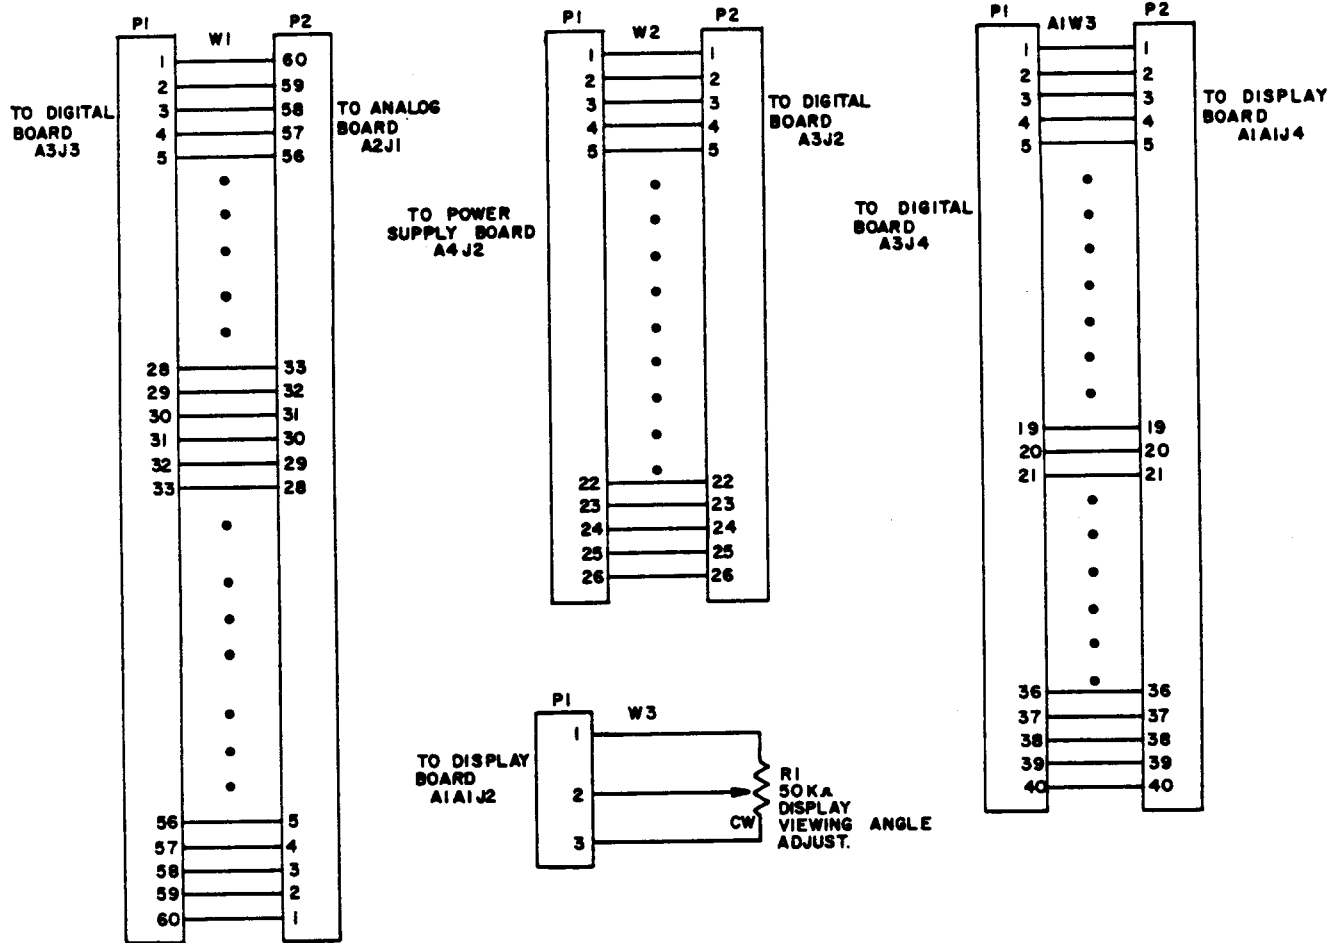 P1 W1 P2
1 60
2 59
3 58
4 57
5 56
TO DIGITAL
BOARD
A3J3
TO ANALOG
BOARD
A2J1
28 33
29 32
30 31
31 30
32 29
33 28
56 5
57 4
58 3
59 2
60 1
P1 W2 P2
1 1
2 2
3 3
4 4
5 5
TO POWER
SUPPLY BOARD
A4J2
TO DIGITAL
BOARD
A3J2
22 22
23 23
24 24
25 25
26 26
P1 W3
1
2
3
TO DISPLAY
BOARD
A1A1J2
CW
R1
50KΩ
DISPLAY
VIEWING ANGLE
ADJUST.
P1 A1W3 P2
1 1
2 2
3 3
4 4
5 5
TO DIGITAL
BOARD
A3J4
TO DISPLAY
BOARD
A1A1J4
19 19
20 20
21 21
36 36
37 37
38 38
39 39
40 40